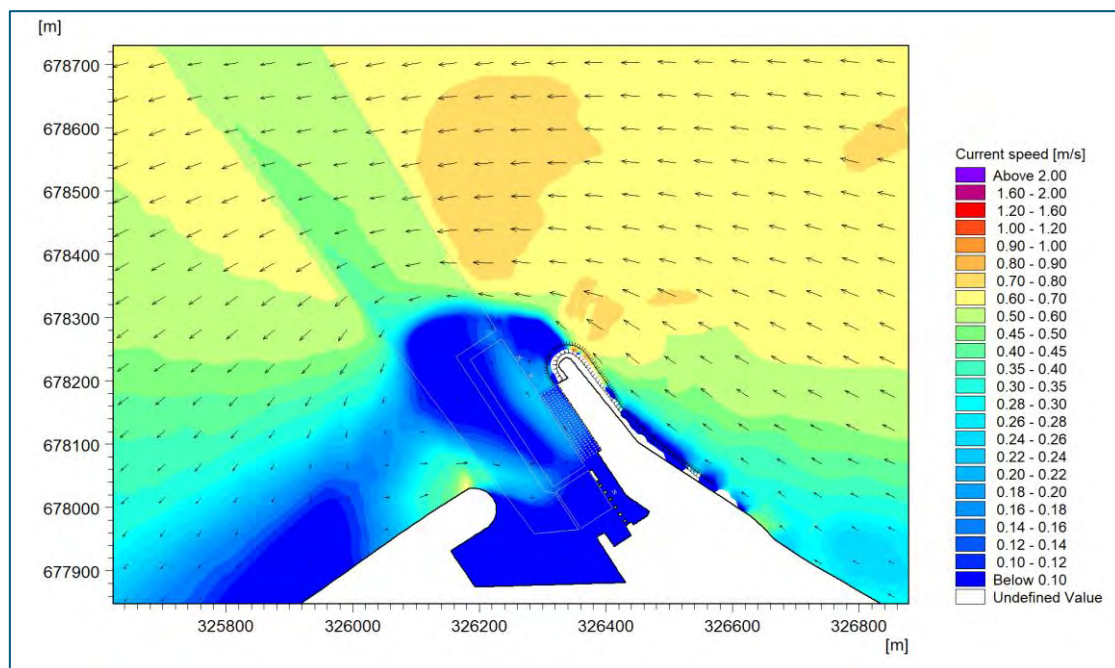 [m]
678700
678600
678500
678400
678300
678200
678100
678000
677900
325800 326000 326200 326400 326600 326800
[m]
Current speed [m/s]
Above 2.00
1.60 - 2.00
1.20 - 1.60
1.00 - 1.20
0.90 - 1.00
0.80 - 0.90
0.70 - 0.80
0.60 - 0.70
0.50 - 0.60
0.45 - 0.50
0.40 - 0.45
0.35 - 0.40
0.30 - 0.35
0.28 - 0.30
0.26 - 0.28
0.24 - 0.26
0.22 - 0.24
0.20 - 0.22
0.18 - 0.20
0.16 - 0.18
0.14 - 0.16
0.12 - 0.14
0.10 - 0.12
Below 0.10
Undefined Value